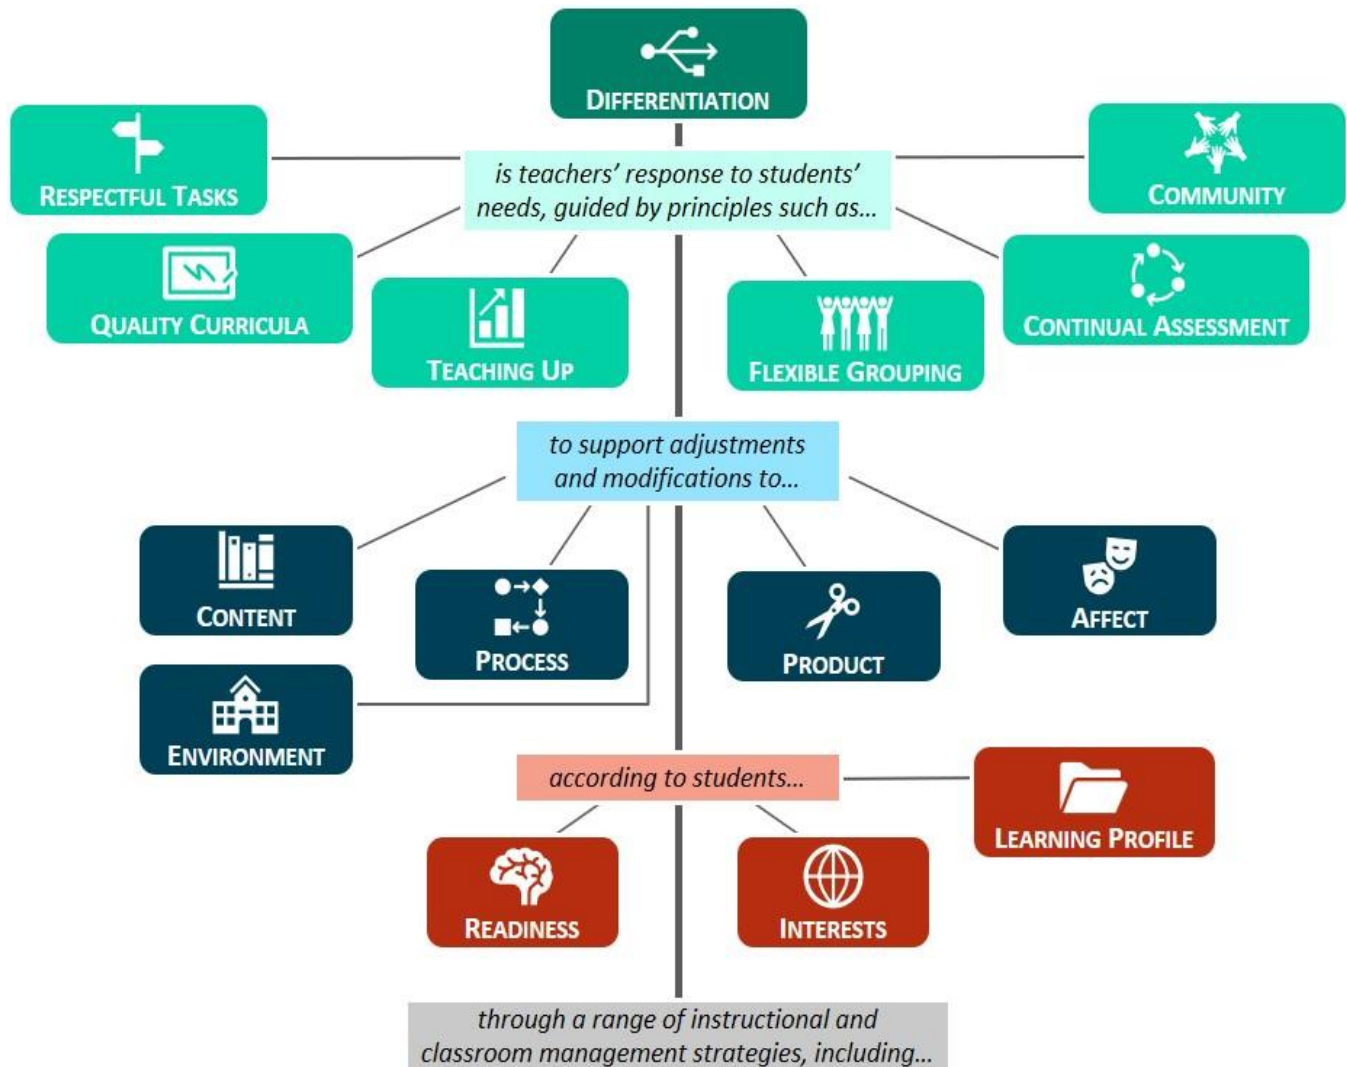 DIFFERENTIATION
RESPECTFUL TASKS
is teachers’ response to students’
needs, guided by principles such as...
COMMUNITY
QUALITY CURRICULA
TEACHING UP
FLEXIBLE GROUPING
CONTINUAL ASSESSMENT
to support adjustments
and modifications to...
CONTENT
PROCESS
PRODUCT
AFFECT
ENVIRONMENT
according to students...
LEARNING PROFILE
READINESS
INTERESTS
through a range of instructional and
classroom management strategies, including...